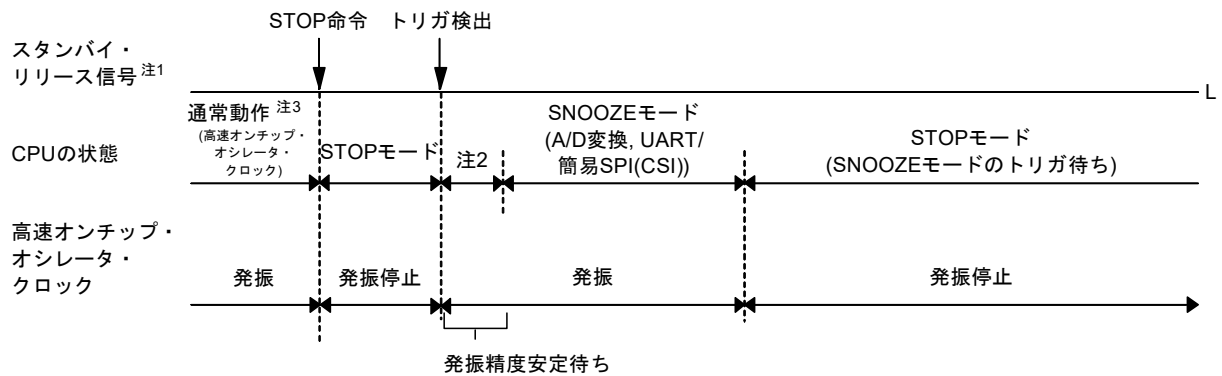 STOP命令 トリガ検出
スタンバイ・
リリース信号 注1
L
通常動作 注3
(高速オンチップ・
オシレータ・
クロック)
CPUの状態
STOPモード
注2
SNOOZEモード
(A/D変換, UART/
簡易SPI(CSI))
STOPモード
(SNOOZEモードのトリガ待ち)
高速オンチップ・
オシレータ・
クロック
発振
発振停止
発振
発振停止
発振精度安定待ち